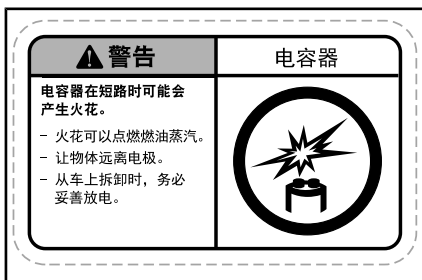 警告
电容器
电容器在短路时可能会
产生火花。
- 火花可以点燃燃油蒸汽。
- 让物体远离电极。
- 从车上拆卸时，务必
妥善放电。